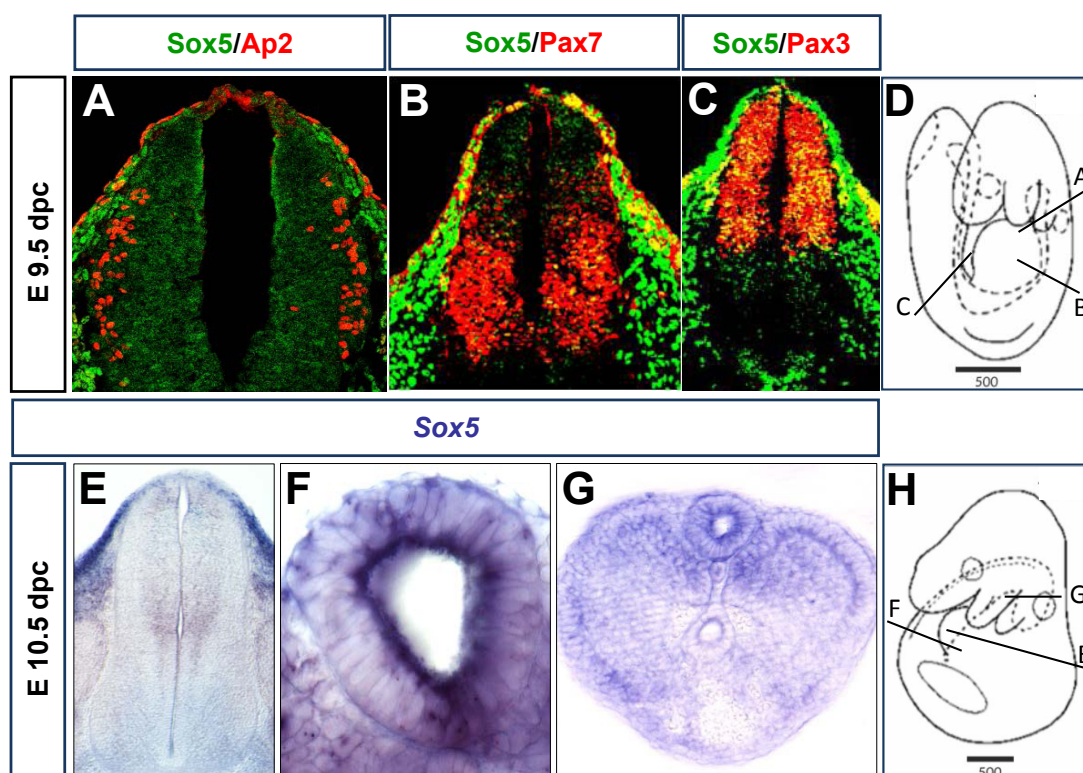 Sox5/Ap2
Sox5/Pax7
Sox5/Pax3
E 9.5 dpc
A
B
C
D
A
C
B
500
Sox5
E 10.5 dpc
E
F
G
H
F
G
E
500